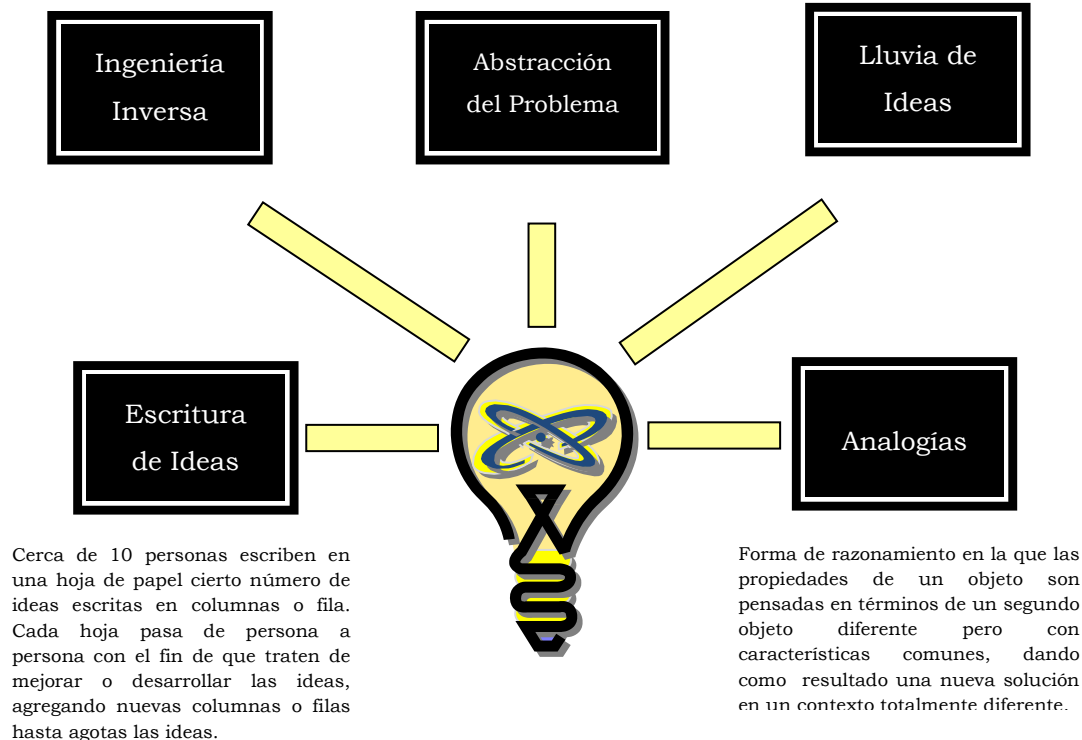 Ingeniería
Inversa
Abstracción
del Problema
Lluvia de
Ideas
Escritura
de Ideas
Analogías
Cerca de 10 personas escriben en
una hoja de papel cierto número de
ideas escritas en columnas o fila.
Cada hoja pasa de persona a
persona con el fin de que traten de
mejorar o desarrollar las ideas,
agregando nuevas columnas o filas
hasta agotas las ideas.
Forma de razonamiento en la que las
propiedades de un objeto son
pensadas en términos de un segundo
objeto diferente pero con
características comunes, dando
como resultado una nueva solución
en un contexto totalmente diferente.